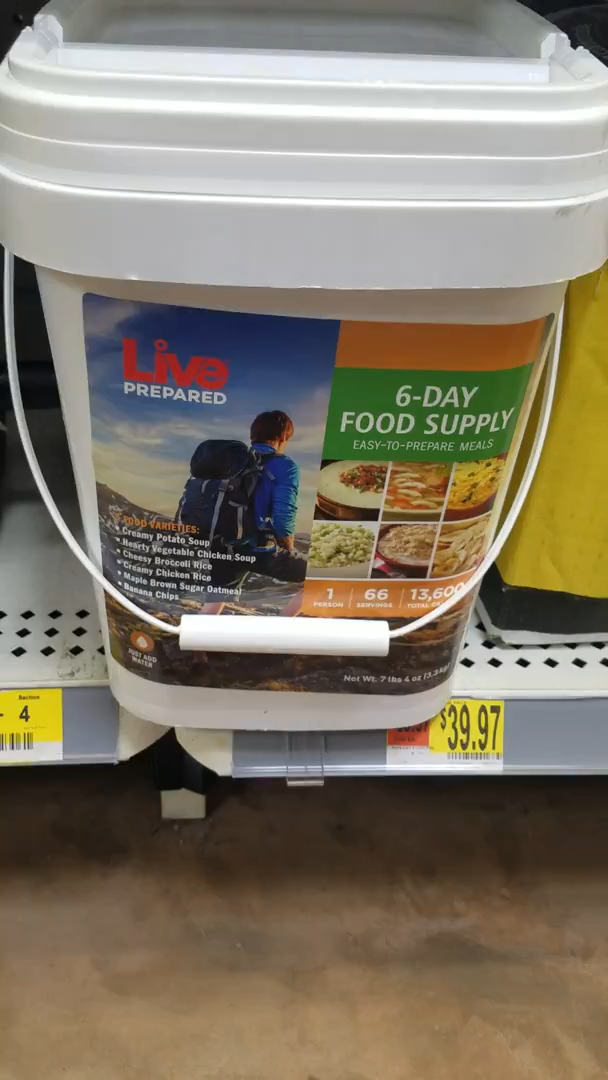 Live
PREPARED
6-DAY
FOOD SUPPLY
EASY-TO-PREPARE MEALS
FOOD VARIETIES:
• Creamy Potato Soup
• Hearty Vegetable Chicken Soup
• Cheesy Broccoli Rice
• Creamy Chicken Rice
• Maple Brown Sugar Oatmeal
• Banana Chips
1 66 13,600
PERSON SERVINGS TOTAL
JUST ADD
WATER
Net Wt. 7 lbs 4 oz
Section
- 4
$39.97